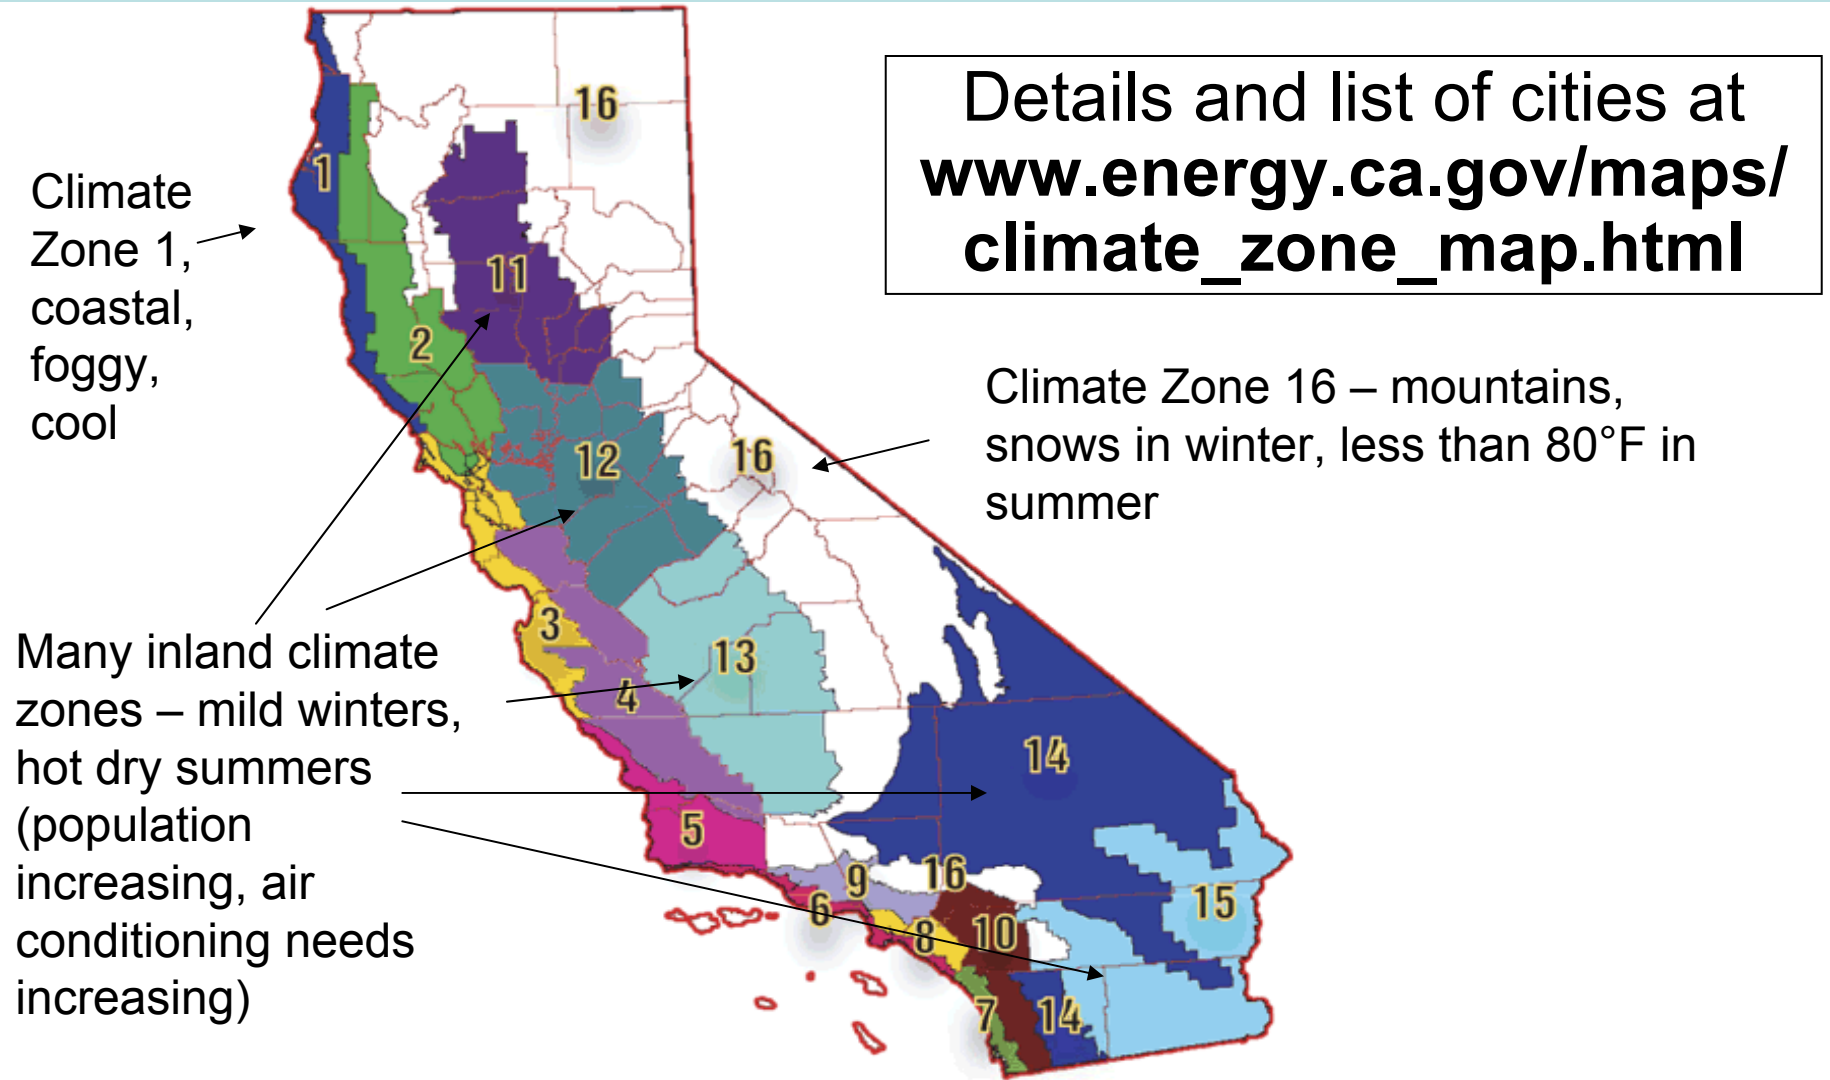 Details and list of cities at
www.energy.ca.gov/maps/
climate_zone_map.html
Climate
Zone 1,
coastal,
foggy,
cool
Climate Zone 16 – mountains,
snows in winter, less than 80°F in
summer
Many inland climate
zones – mild winters,
hot dry summers
(population
increasing, air
conditioning needs
increasing)
16
1
11
2
12
16
3
13
4
14
5
9
16
15
6
8
10
7
14